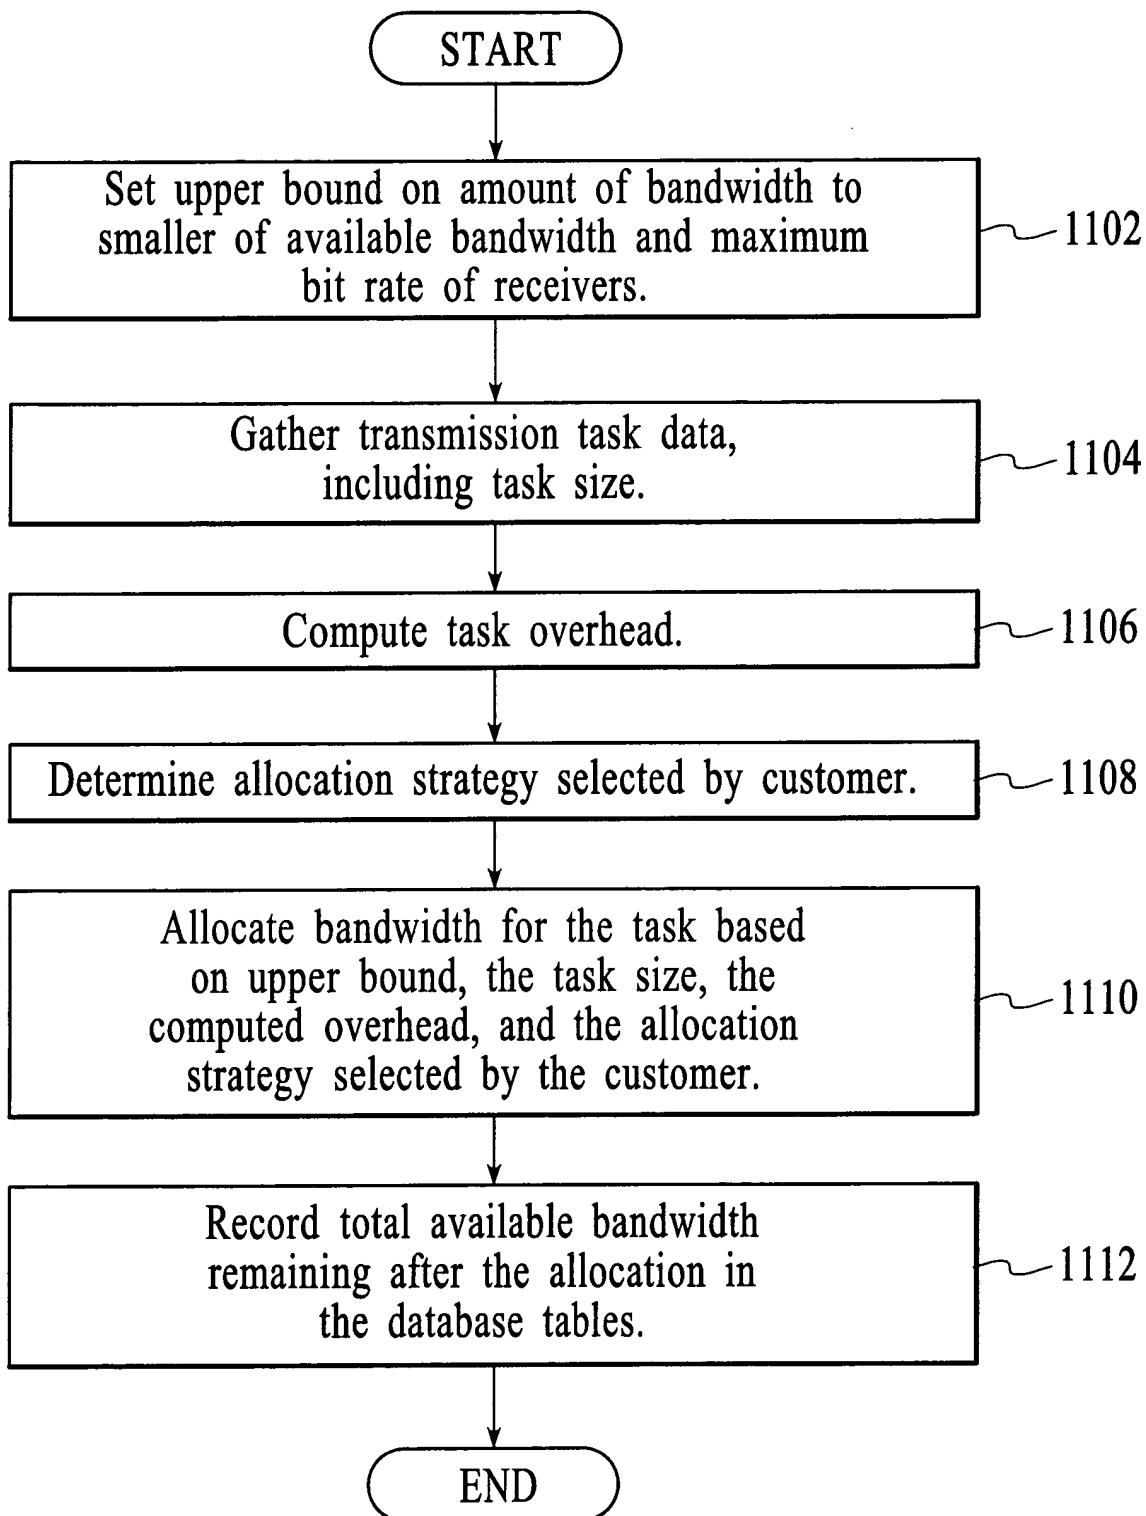 START
Set upper bound on amount of bandwidth to
smaller of available bandwidth and maximum
bit rate of receivers.
1102
Gather transmission task data,
including task size.
1104
Compute task overhead.
1106
Determine allocation strategy selected by customer.
1108
Allocate bandwidth for the task based
on upper bound, the task size, the
computed overhead, and the allocation
strategy selected by the customer.
1110
Record total available bandwidth
remaining after the allocation in
the database tables.
1112
END